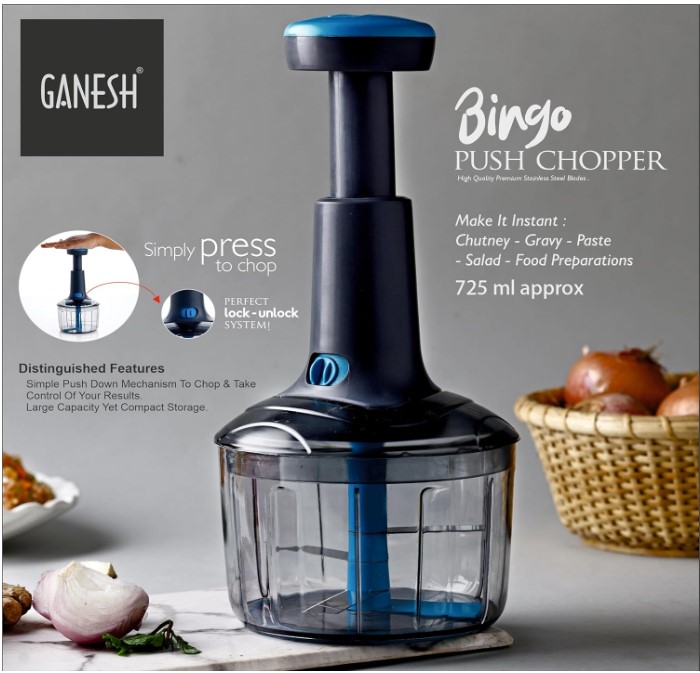 GANESH®
Bingo
PUSH CHOPPER
High Quality Premium Stainless Steel Blades.
Make It Instant :
Chutney - Gravy - Paste
- Salad - Food Preparations
725 ml approx
Simply press
to chop
PERFECT
lock-unlock
SYSTEM!
Distinguished Features
Simple Push Down Mechanism To Chop & Take
Control Of Your Results.
Large Capacity Yet Compact Storage.